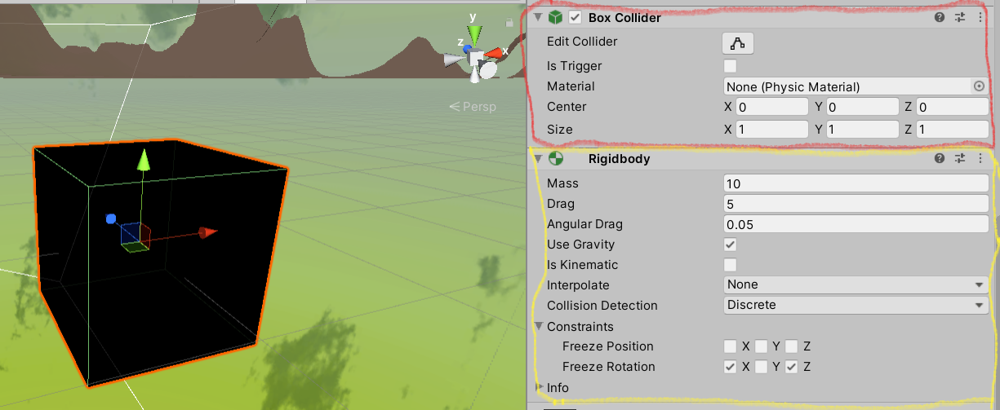 y
z
x
Persp
Box Collider
Edit Collider
Is Trigger
Material None (Physic Material)
Center X 0 Y 0 Z 0
Size X 1 Y 1 Z 1
Rigidbody
Mass 10
Drag 5
Angular Drag 0.05
Use Gravity
Is Kinematic
Interpolate None
Collision Detection Discrete
Constraints
Freeze Position X Y Z
Freeze Rotation X Y Z
Info